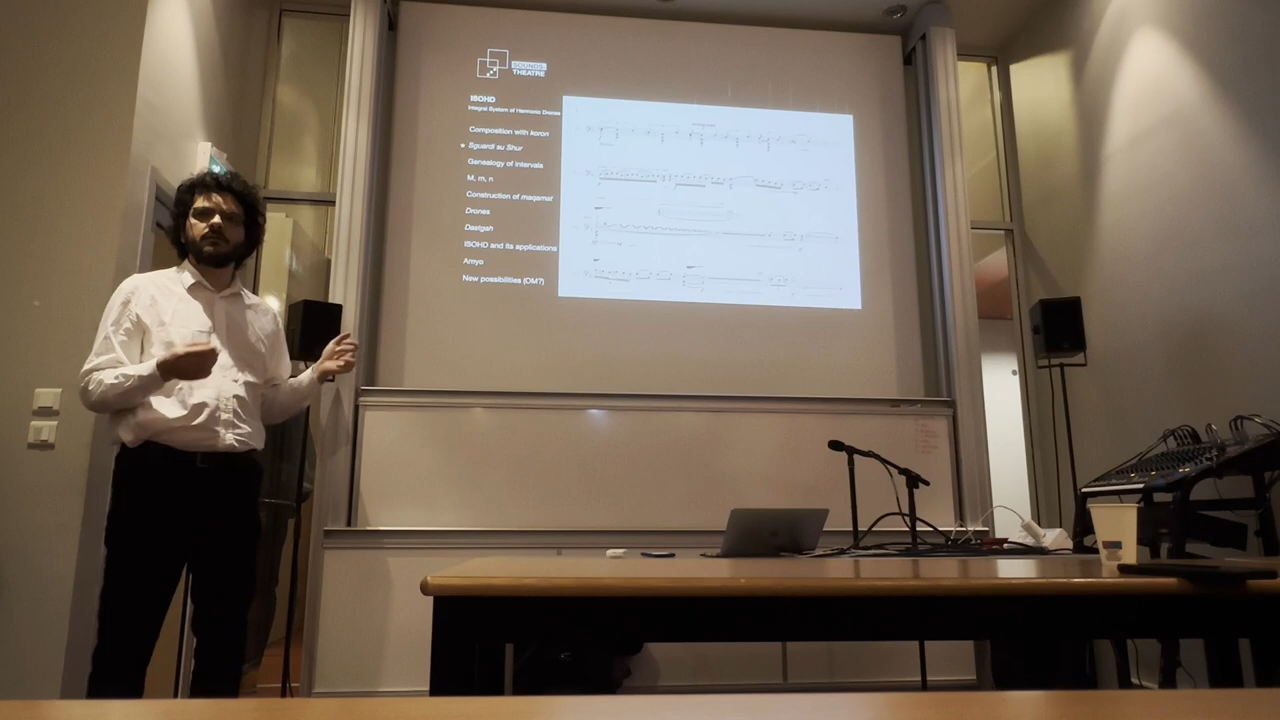 SOUNDS-
THEATRE
ISOHD
Integral System of Harmonic Drones
Composition with koron
Sguardi su Shur
Genealogy of intervals
M, m, n
Construction of maqamat
Drones
Dastgah
ISOHD and its applications
Amyo
New possibilities (DM7)